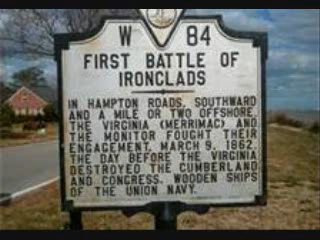 W 84
FIRST BATTLE OF
IRONCLADS
IN HAMPTON ROADS, SOUTHWARD
AND A MILE OR TWO OFFSHORE,
THE VIRGINIA (MERRIMAC) AND
THE MONITOR FOUGHT THEIR
ENGAGEMENT, MARCH 9, 1862.
THE DAY BEFORE THE VIRGINIA
DESTROYED THE CUMBERLAND
AND CONGRESS, WOODEN SHIPS
OF THE UNION NAVY.